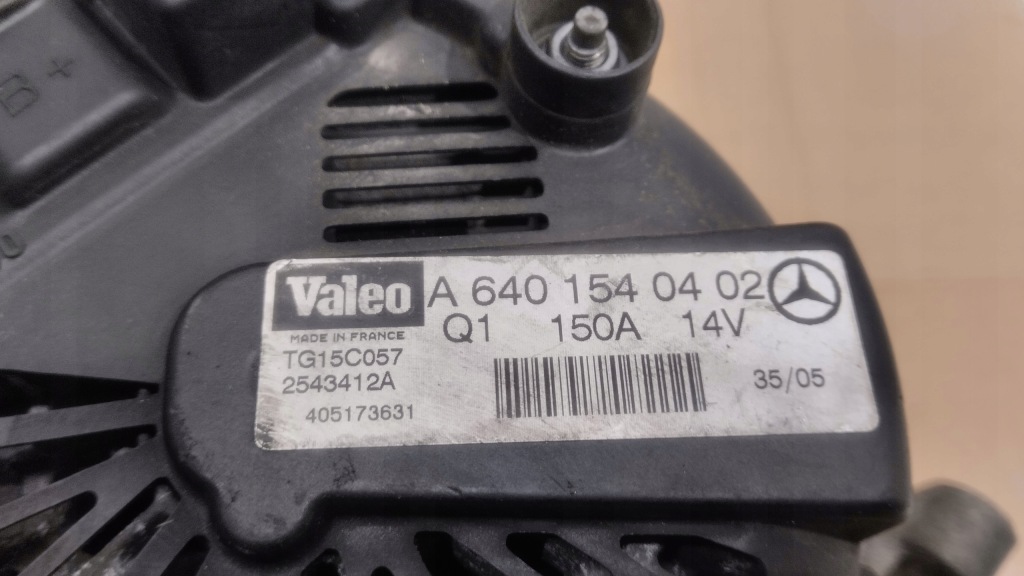 B+
Valeo A 640 154 04 02
Q1 150A 14V
MADE IN FRANCE
TG15C057
2543412A
35/05
405173631